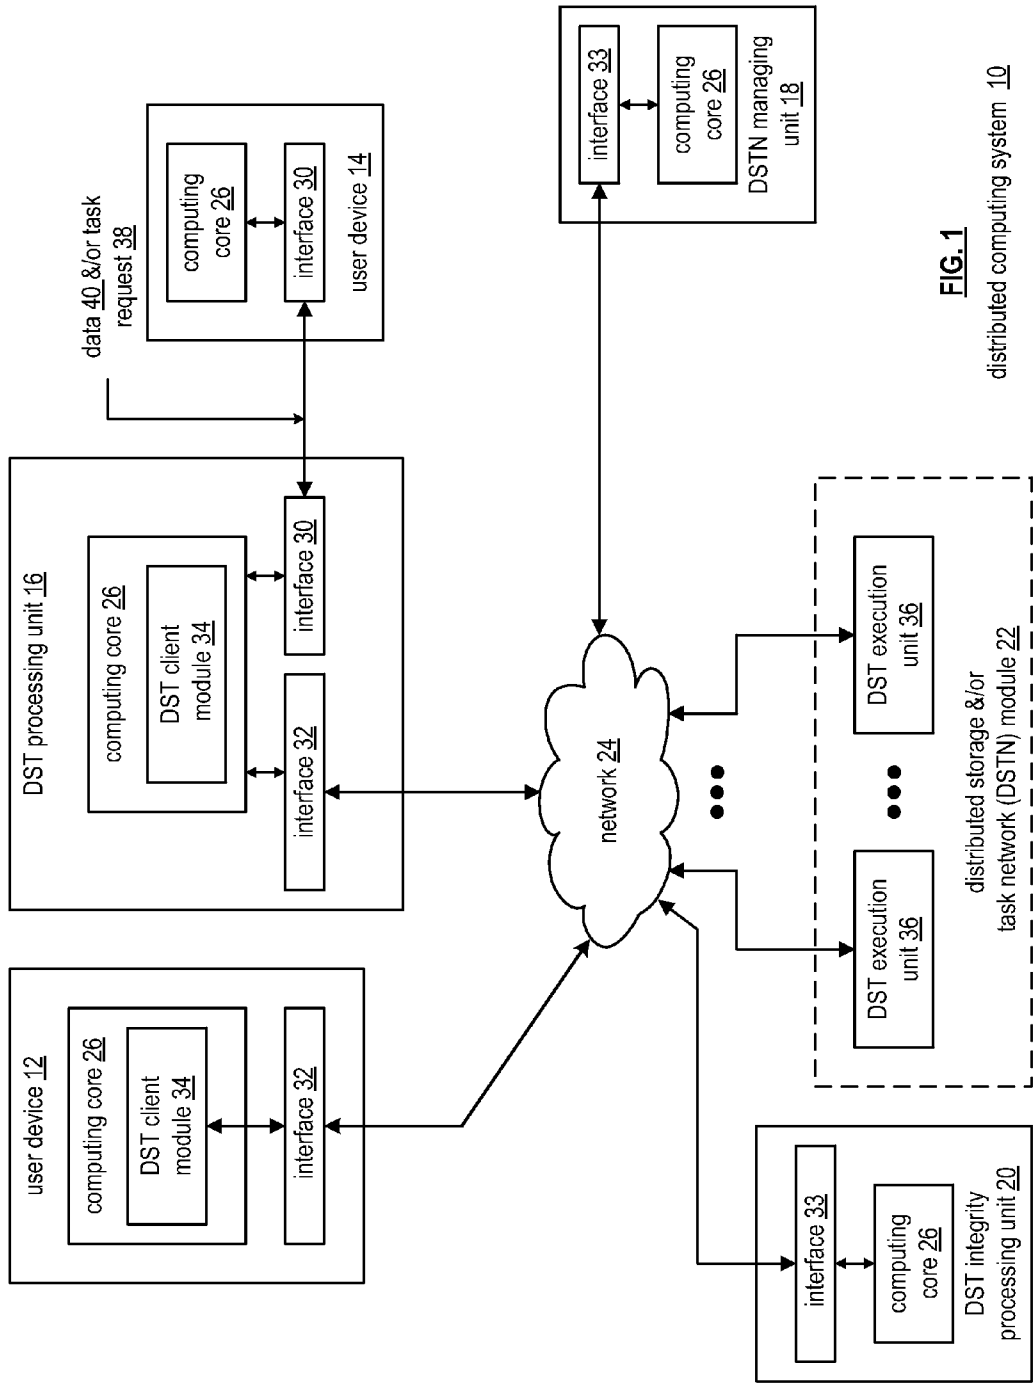 user device 12
computing core 26
DST client
module 34
interface 32
DST processing unit 16
computing core 26
DST client
module 34
interface 32
interface 30
data 40 &/or task
request 38
computing
core 26
interface 30
user device 14
network 24
interface 33
computing
core 26
DSTN managing
unit 18
interface 33
computing
core 26
DST integrity
processing unit 20
DST execution
unit 36
DST execution
unit 36
distributed storage &/or
task network (DSTN) module 22
FIG. 1
distributed computing system 10